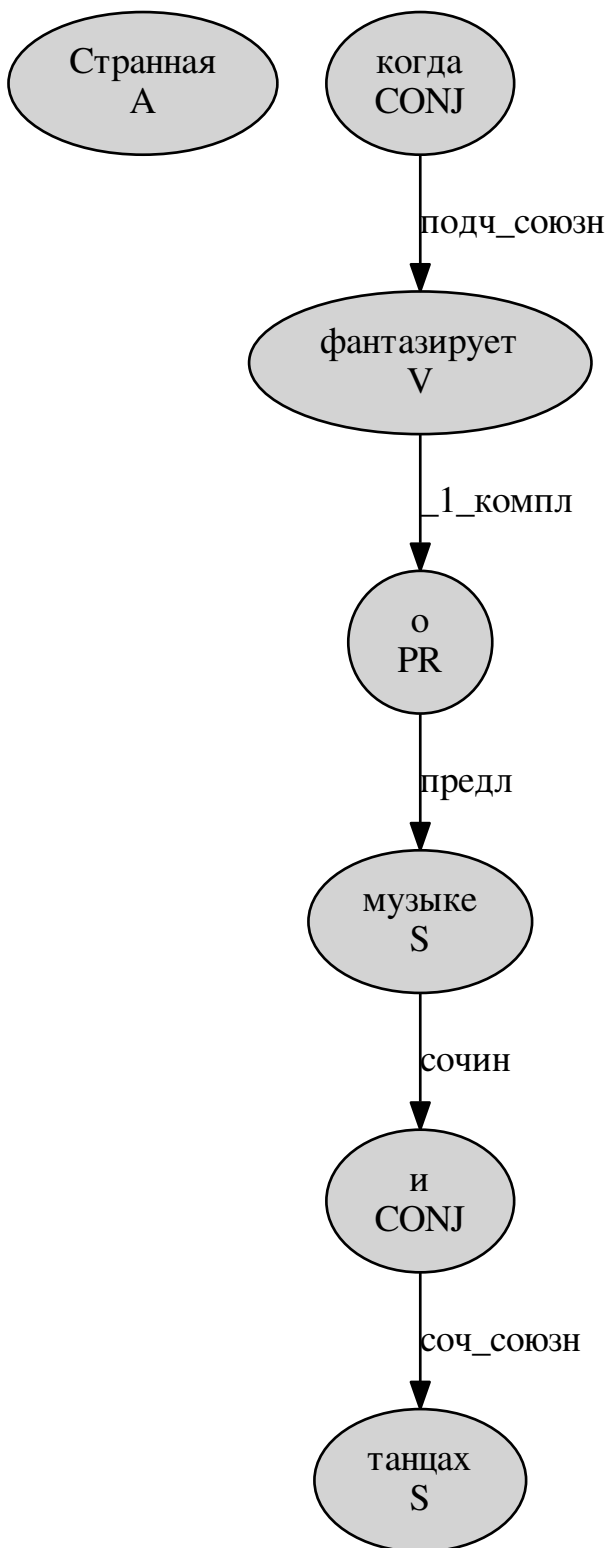 Странная
A
когда
CONJ
подч_союзн
фантазирует
V
_1_компл
о
PR
предл
музыке
S
сочин
и
CONJ
соч_союзн
танцах
S